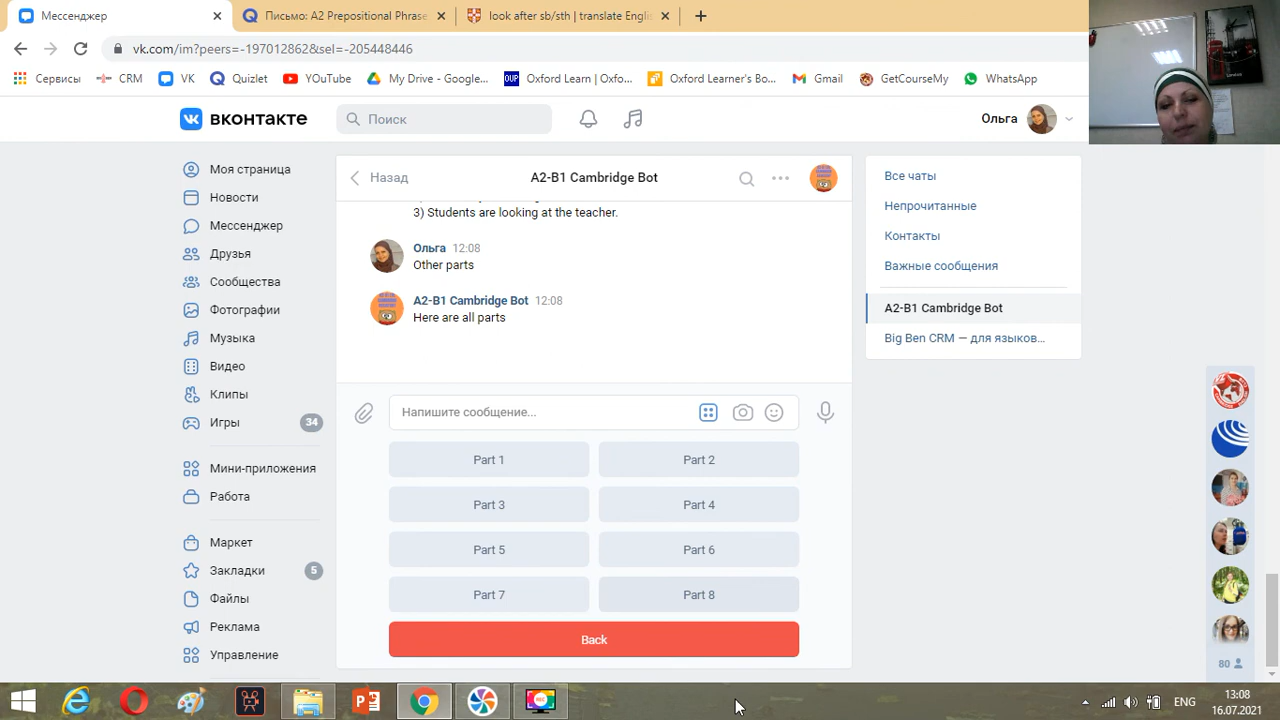 Мессенджер
Письмо: A2 Prepositional Phrase
look after sb/sth | translate Engli
vk.com/im?peers=-197012862&sel=-205448446
Сервисы
CRM
VK
Quizlet
YouTube
My Drive - Google...
OUP
Oxford Learn | Oxfo...
Oxford Learner's Bo...
Gmail
GetCourseMy
WhatsApp
вконтакте
Поиск
Ольга
Моя страница
Новости
Мессенджер
Друзья
Сообщества
Фотографии
Музыка
Видео
Клипы
Игры
34
Мини-приложения
Работа
Маркет
Закладки
5
Файлы
Реклама
Управление
Назад
A2-B1 Cambridge Bot
3) Students are looking at the teacher.
Ольга 12:08
Other parts
A2-B1 Cambridge Bot 12:08
Here are all parts
Напишите сообщение...
Part 1
Part 2
Part 3
Part 4
Part 5
Part 6
Part 7
Part 8
Back
Все чаты
Непрочитанные
Контакты
Важные сообщения
A2-B1 Cambridge Bot
Big Ben CRM — для языков...
80
ENG
13:08
16.07.2021